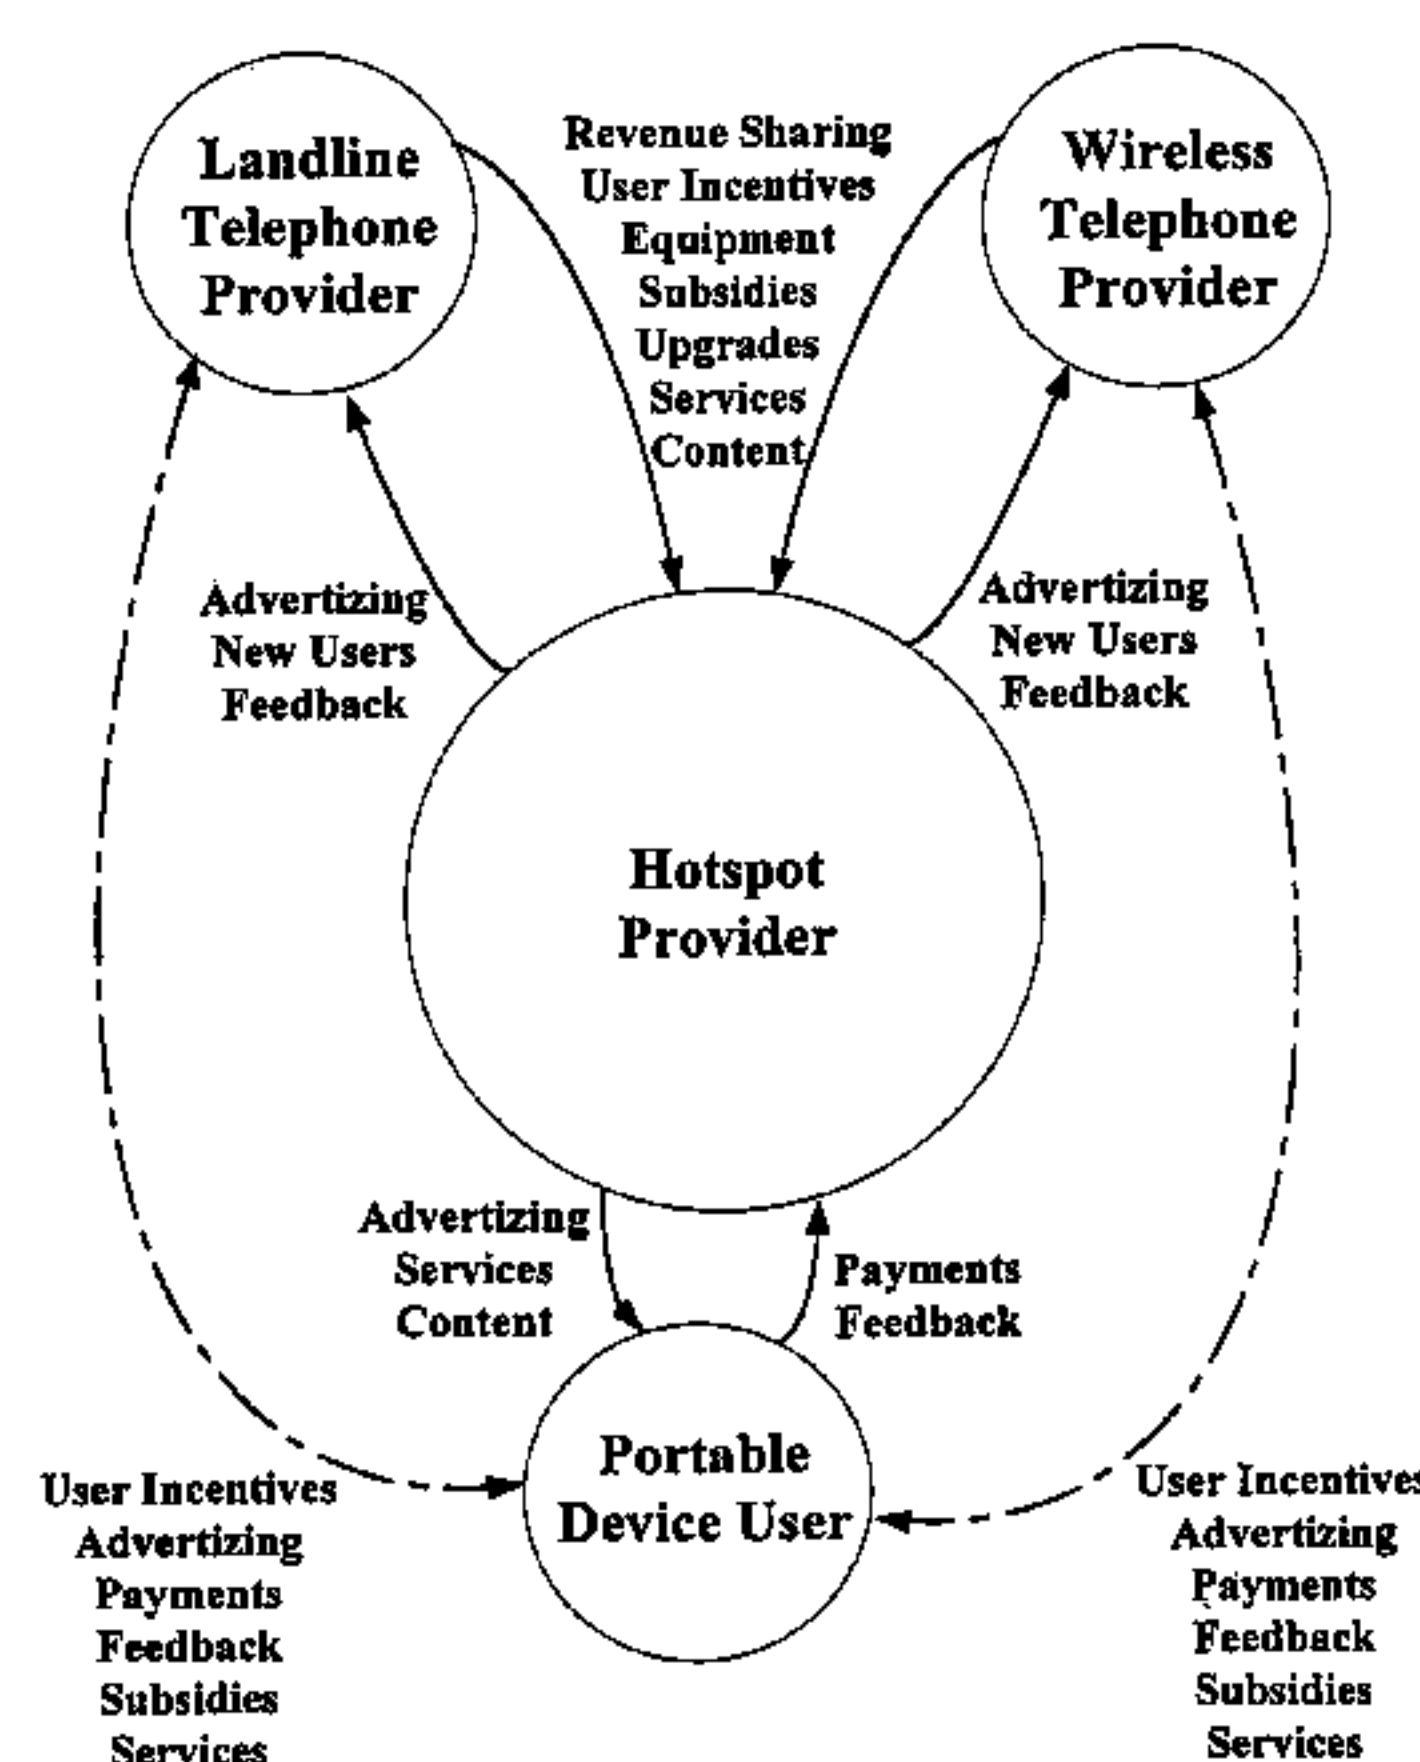 Landline
Telephone
Provider
Revenue Sharing
User Incentives
Equipment
Subsidies
Upgrades
Services
Content
Wireless
Telephone
Provider
Advertizing
New Users
Feedback
Advertizing
New Users
Feedback
Hotspot
Provider
Advertizing
Services
Content
Payments
Feedback
Portable
Device User
User Incentives
Advertizing
Payments
Feedback
Subsidies
Services
User Incentives
Advertizing
Payments
Feedback
Subsidies
Services